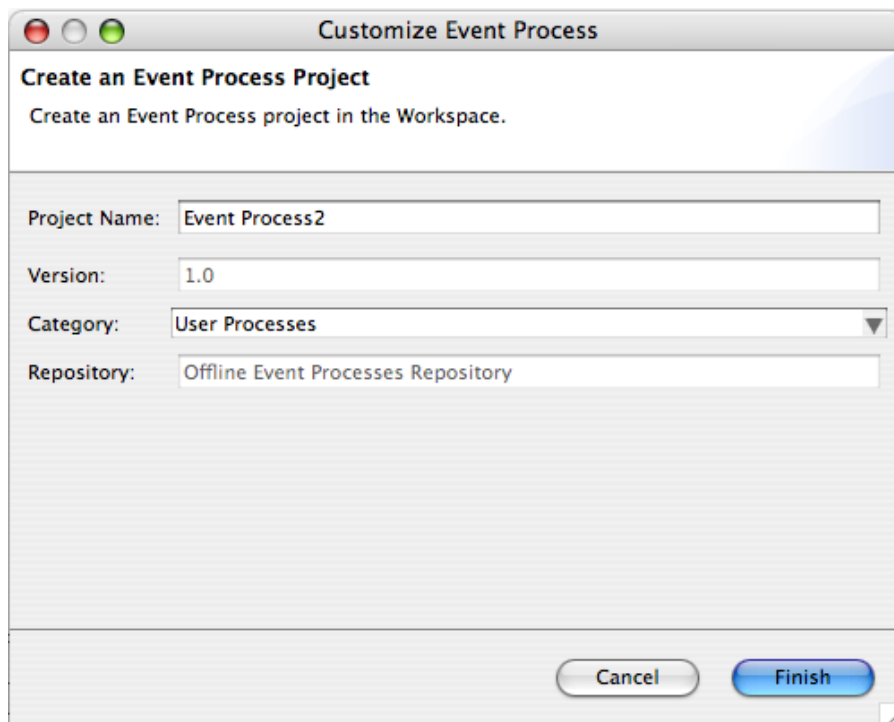 Customize Event Process
Create an Event Process Project
Create an Event Process project in the Workspace.
Project Name: Event Process2
Version: 1.0
Category: User Processes
Repository: Offline Event Processes Repository
Cancel Finish